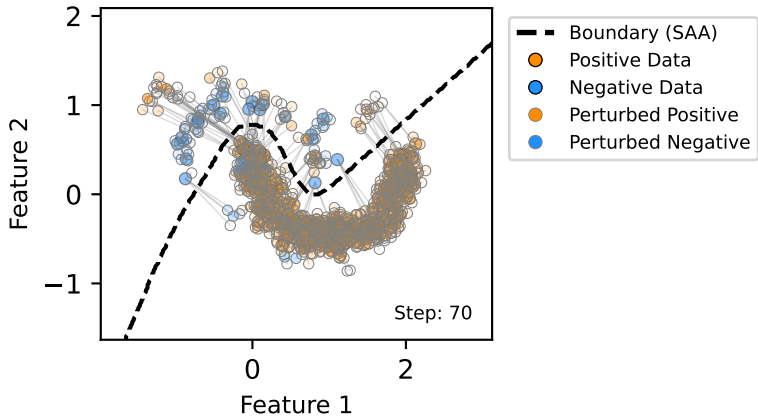 2
1
0
−1
0
2
Feature 2
Feature 1
Step: 70
Boundary (SAA)
Positive Data
Negative Data
Perturbed Positive
Perturbed Negative